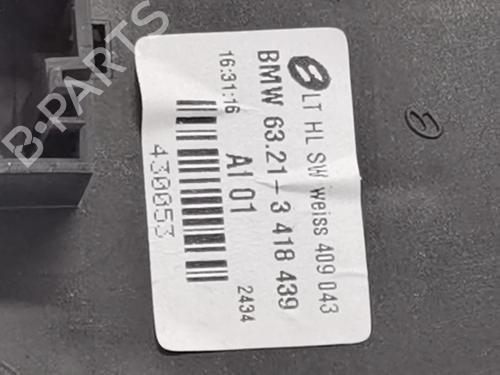 LT HL SW weiss 409 043
BMW 63.21-3 418 439
16:31:16
AI 01
2434
430053
B-PARTS